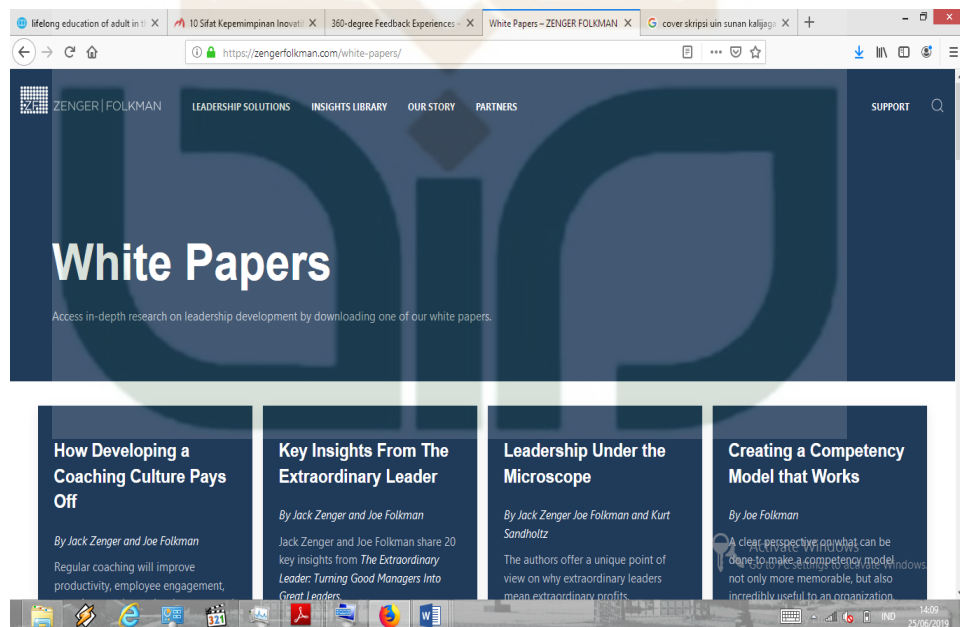 lifelong education of adult in th
10 Sifat Kepemimpinan Inovatif
360-degree Feedback Experiences
White Papers – ZENGER FOLKMAN
cover skripsi uin sunan kalijaga
https://zengerfolkman.com/white-papers/
ZF
ZENGER | FOLKMAN
LEADERSHIP SOLUTIONS
INSIGHTS LIBRARY
OUR STORY
PARTNERS
SUPPORT
White Papers
Access in-depth research on leadership development by downloading one of our white papers.
How Developing a
Coaching Culture Pays
Off
By Jack Zenger and Joe Folkman
Regular coaching will improve
productivity, employee engagement,
Key Insights From The
Extraordinary Leader
By Jack Zenger and Joe Folkman
Jack Zenger and Joe Folkman share 20
key insights from The Extraordinary
Leader: Turning Good Managers Into
Great Leaders.
Leadership Under the
Microscope
By Jack Zenger Joe Folkman and Kurt
Sandholtz
The authors offer a unique point of
view on why extraordinary leaders
mean extraordinary profits.
Creating a Competency
Model that Works
By Joe Folkman
A clear perspective on what can be
done to make a competency model
not only more memorable, but also
incredibly useful to an organization.
Activate Windows
Go to PC settings to activate Windows.
321
IND
14:09
25/06/2019